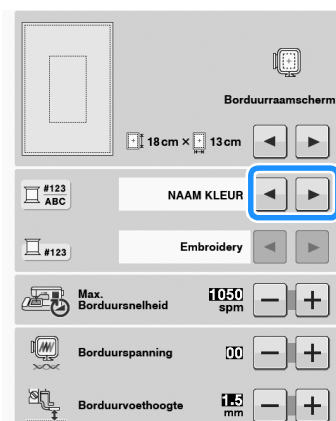 Borduurraamscherm
18 cm × 13 cm
#123
ABC
NAAM KLEUR
#123
Embroidery
Max.
Borduursnelheid
1050
spm
Borduurspanning
00
Borduurvoethoogte
1.5
mm